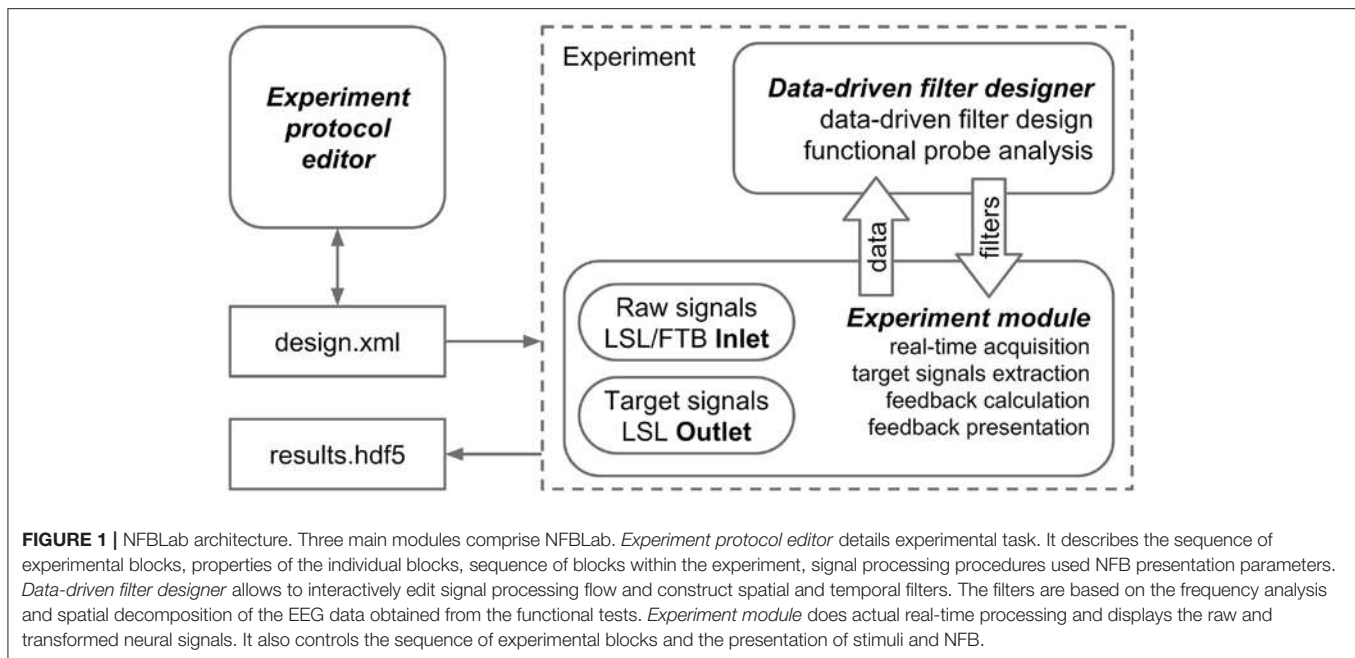 Experiment
protocol
editor
design.xml
results.hdf5
Experiment
Data-driven filter designer
data-driven filter design
functional probe analysis
data
filters
Raw signals
LSL/FTB Inlet
Target signals
LSL Outlet
Experiment module
real-time acquisition
target signals extraction
feedback calculation
feedback presentation
FIGURE 1 | NFBLab architecture. Three main modules comprise NFBLab. Experiment protocol editor details experimental task. It describes the sequence of
experimental blocks, properties of the individual blocks, sequence of blocks within the experiment, signal processing procedures used NFB presentation parameters.
Data-driven filter designer allows to interactively edit signal processing flow and construct spatial and temporal filters. The filters are based on the frequency analysis
and spatial decomposition of the EEG data obtained from the functional tests. Experiment module does actual real-time processing and displays the raw and
transformed neural signals. It also controls the sequence of experimental blocks and the presentation of stimuli and NFB.